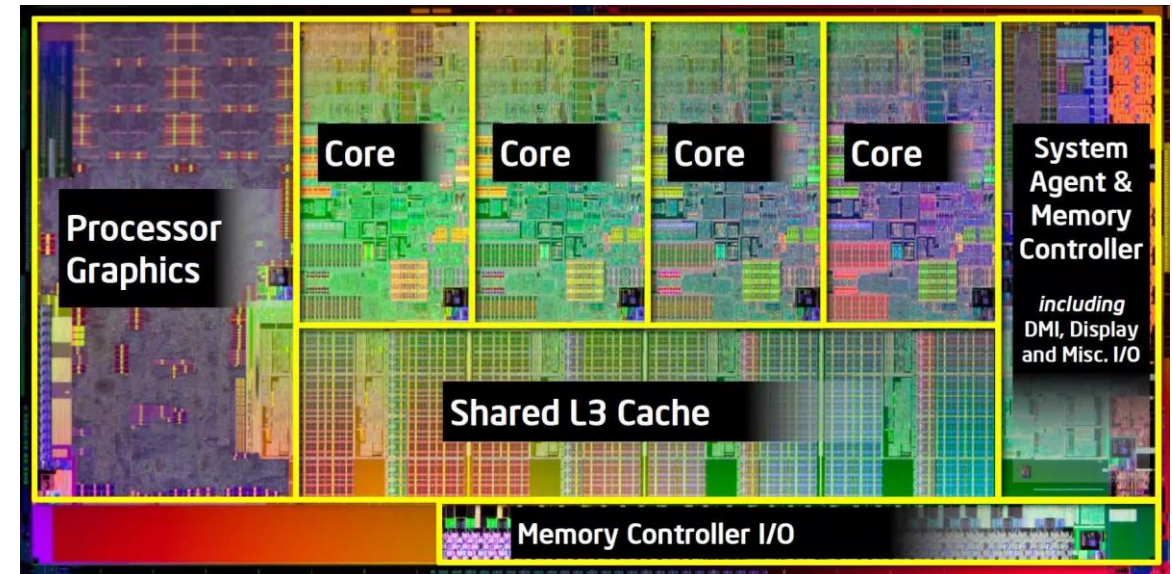 Processor
Graphics
Core
Core
Core
Core
System
Agent &
Memory
Controller
including
DMI, Display
and Misc. I/O
Shared L3 Cache
Memory Controller I/O